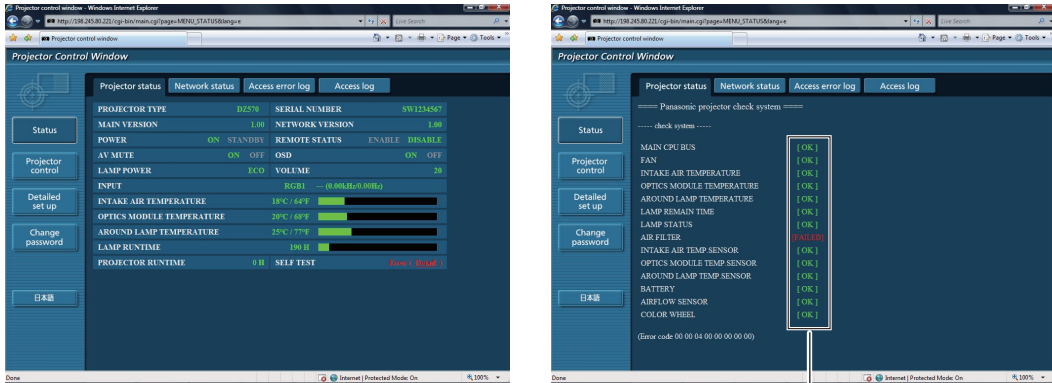 Projector control window - Windows Internet Explorer
http://198.245.80.221/cgi-bin/main.cgi?page=MENU_STATUS&lang=e
Live Search
Projector control window
Page
Tools
Projector Control Window
Projector status
Network status
Access error log
Access log
Status
Projector control
Detailed set up
Change password
日本語
PROJECTOR TYPE DZ570 SERIAL NUMBER SW1234567
MAIN VERSION 1.00 NETWORK VERSION 1.00
POWER ON STANDBY REMOTE STATUS ENABLE DISABLE
AV MUTE ON OFF OSD ON OFF
LAMP POWER ECO VOLUME 20
INPUT RGB1 --- (0.00kHz/0.00Hz)
INTAKE AIR TEMPERATURE 18°C / 64°F
OPTICS MODULE TEMPERATURE 20°C / 68°F
AROUND LAMP TEMPERATURE 25°C / 77°F
LAMP RUNTIME 190 H
PROJECTOR RUNTIME 0 H SELF TEST
Done
Internet | Protected Mode: On
100%
Projector control window - Windows Internet Explorer
http://198.245.80.221/cgi-bin/main.cgi?page=MENU_STATUS&lang=e
Live Search
Projector control window
Page
Tools
Projector Control Window
Projector status
Network status
Access error log
Access log
Status
Projector control
Detailed set up
Change password
日本語
==== Panasonic projector check system ====
----- check system -----
MAIN CPU BUS [ OK ]
FAN [ OK ]
INTAKE AIR TEMPERATURE [ OK ]
OPTICS MODULE TEMPERATURE [ OK ]
AROUND LAMP TEMPERATURE [ OK ]
LAMP REMAIN TIME [ OK ]
LAMP STATUS [ OK ]
AIR FILTER [FAILED]
INTAKE AIR TEMP.SENSOR [ OK ]
OPTICS MODULE TEMP.SENSOR [ OK ]
AROUND LAMP TEMP.SENSOR [ OK ]
BATTERY [ OK ]
AIRFLOW SENSOR [ OK ]
COLOR WHEEL [ OK ]
(Error code 00 00 04 00 00 00 00 00)
Done
Internet | Protected Mode: On
100%